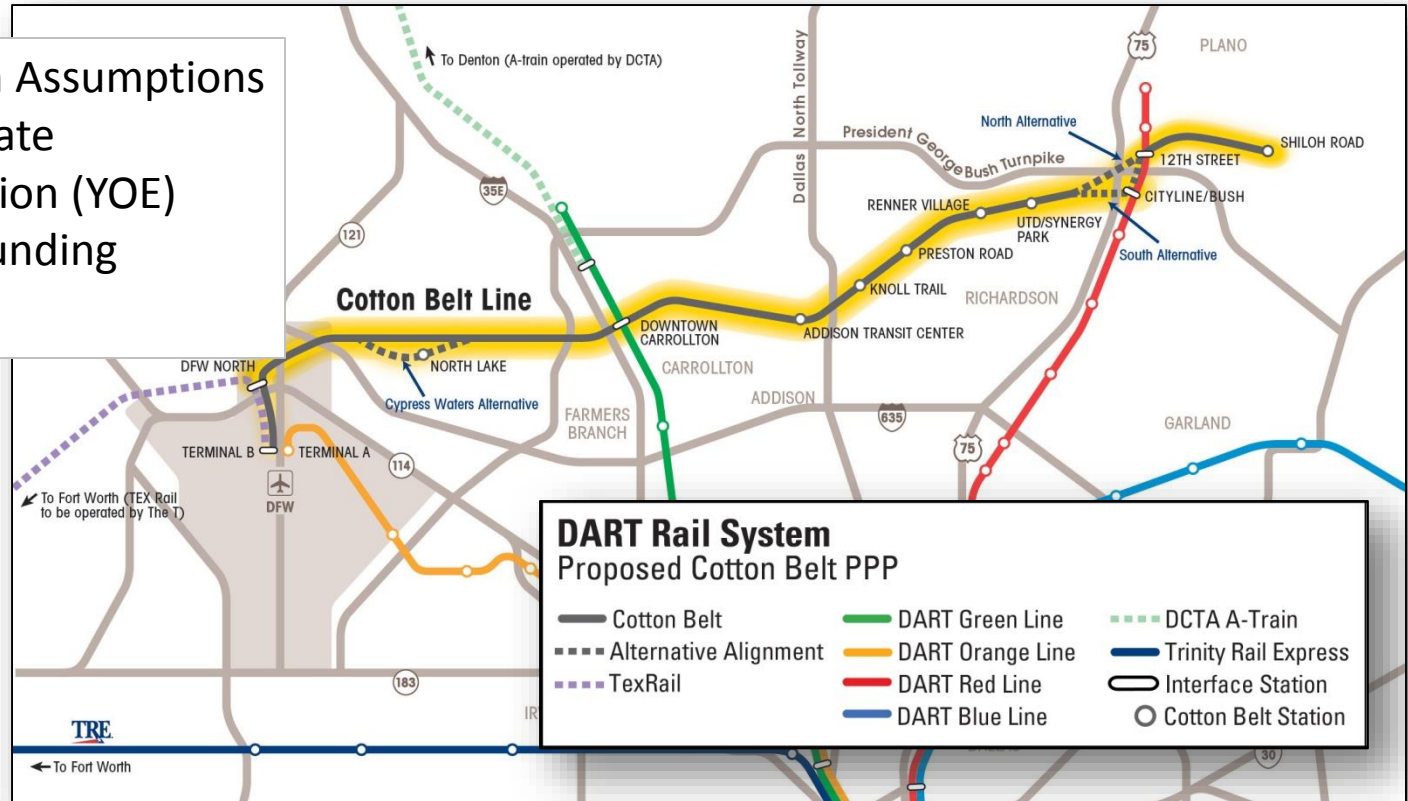 Assumptions
ate
ion (YOE)
unding
To Denton (A-train operated by DCTA)
Dallas North Tollway
75
PLANO
North Alternative
President George Bush Turnpike
SHILOH ROAD
12TH STREET
35E
RENNER VILLAGE
CITYLINE/BUSH
UTD/SYNERGY
PARK
121
South Alternative
PRESTON ROAD
Cotton Belt Line
KNOLL TRAIL
RICHARDSON
DOWNTOWN
CARROLLTON
ADDISON TRANSIT CENTER
DFW NORTH
NORTH LAKE
CARROLLTON
Cypress Waters Alternative
ADDISON
FARMERS
BRANCH
635
GARLAND
TERMINAL B
TERMINAL A
114
75
DFW
To Fort Worth (TEX Rail
to be operated by The T)
DART Rail System
Proposed Cotton Belt PPP
Cotton Belt
DART Green Line
DCTA A-Train
Alternative Alignment
DART Orange Line
Trinity Rail Express
TexRail
DART Red Line
Interface Station
DART Blue Line
Cotton Belt Station
183
IR
TRE
30
To Fort Worth